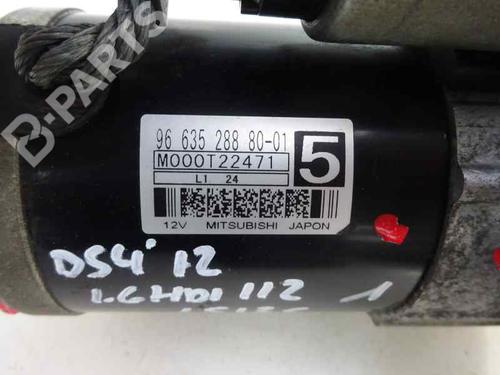 B-PARTS
96 635 288 80-01
M000T22471
5
L1 24
12V MITSUBISHI JAPON
DS4 12
1.6HDI 112 1